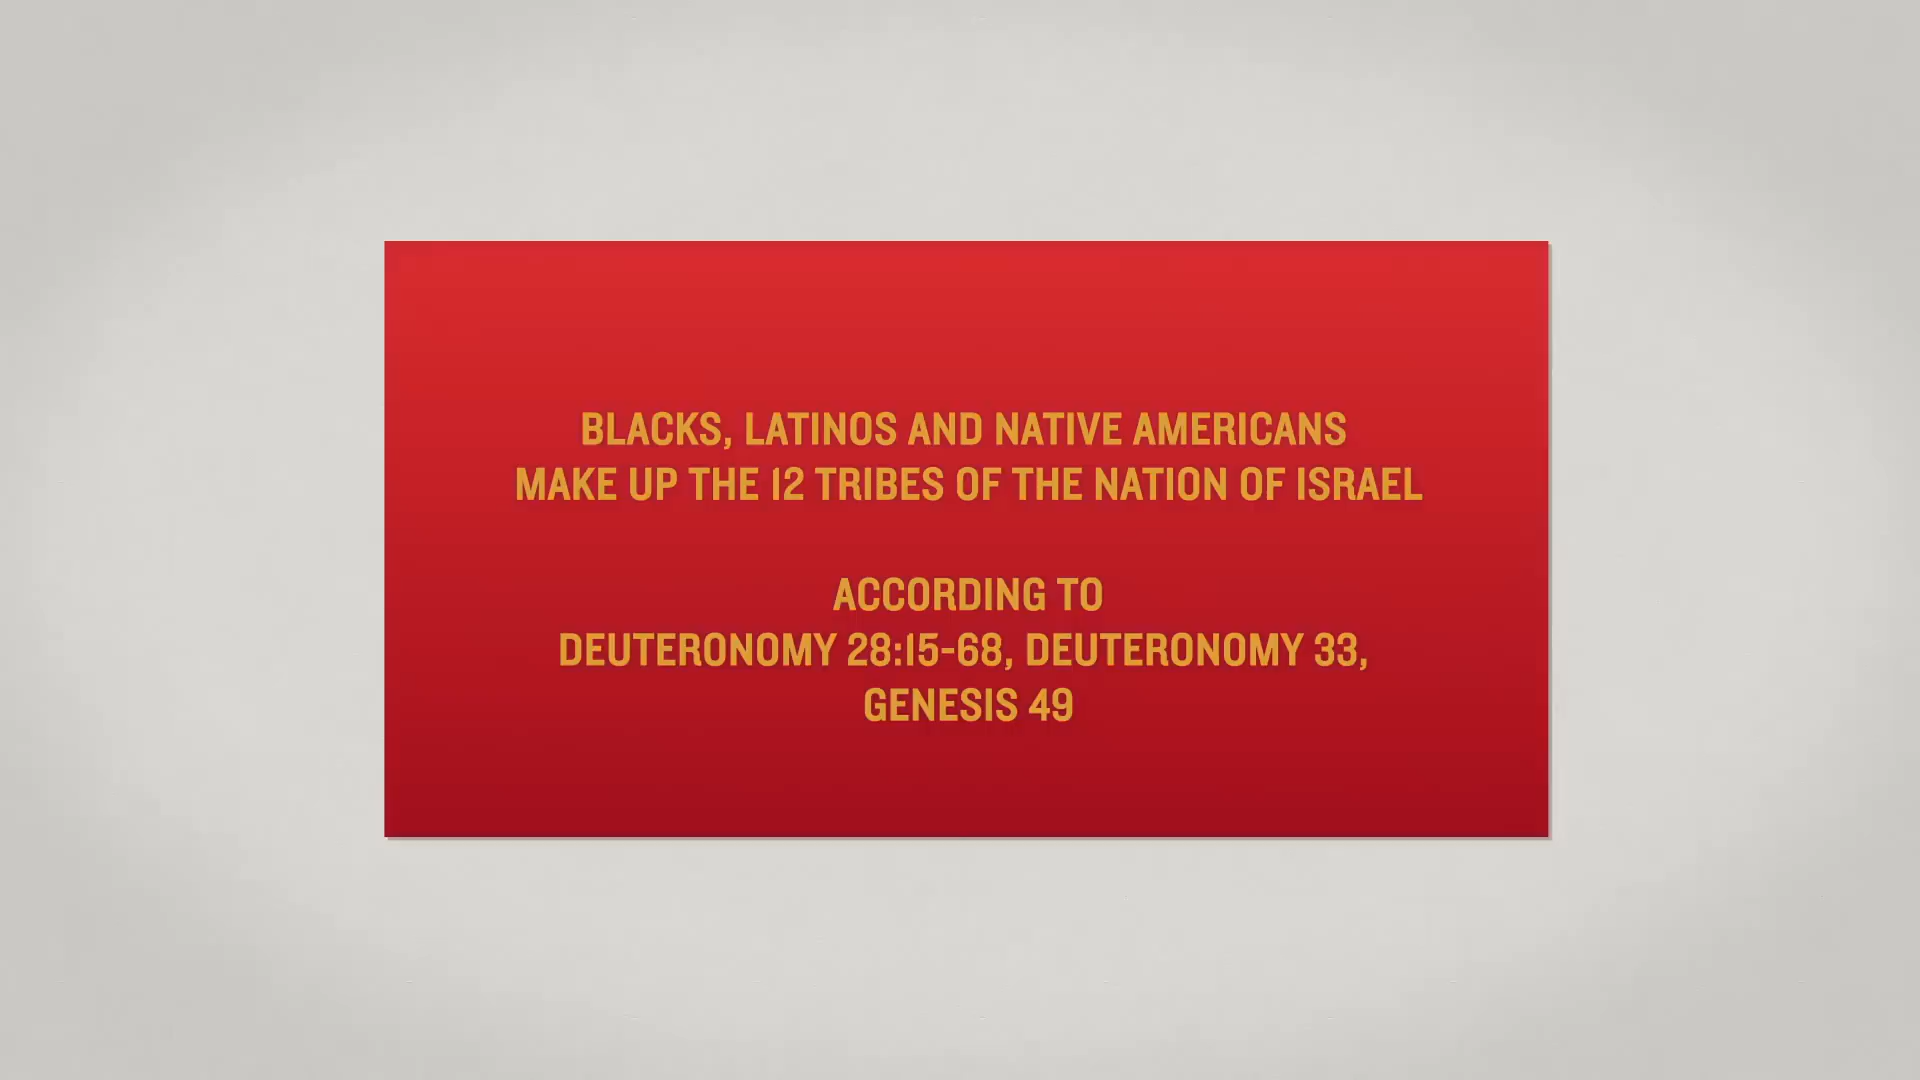 BLACKS, LATINOS AND NATIVE AMERICANS
MAKE UP THE 12 TRIBES OF THE NATION OF ISRAEL
ACCORDING TO
DEUTERONOMY 28:15-68, DEUTERONOMY 33,
GENESIS 49